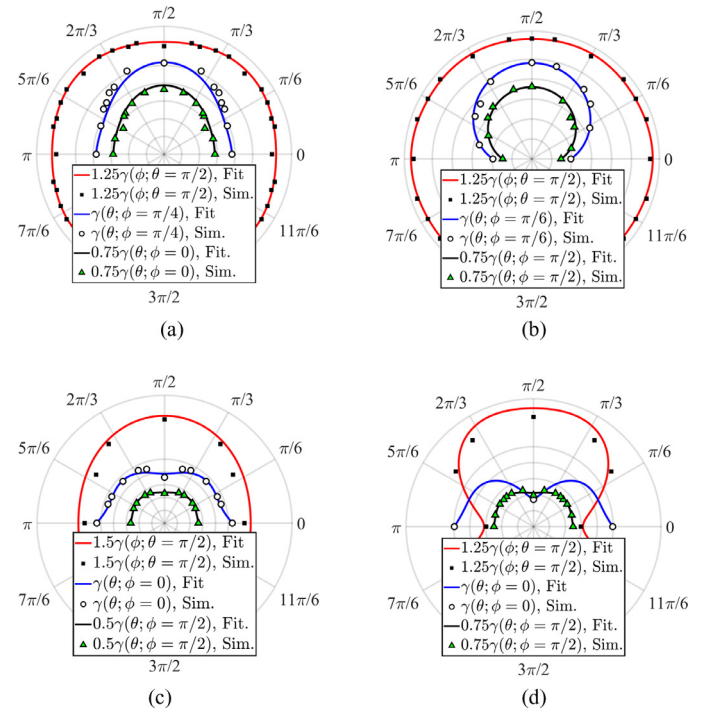 π/2
2π/3
π/3
5π/6
π/6
π
0
7π/6
11π/6
3π/2
1.25γ(ϕ; θ = π/2), Fit
1.25γ(ϕ; θ = π/2), Sim.
γ(θ; ϕ = π/4), Fit
γ(θ; ϕ = π/4), Sim.
0.75γ(θ; ϕ = 0), Fit.
0.75γ(θ; ϕ = 0), Sim.
(a)
π/2
2π/3
π/3
5π/6
π/6
π
0
7π/6
11π/6
3π/2
1.25γ(ϕ; θ = π/2), Fit
1.25γ(ϕ; θ = π/2), Sim.
γ(θ; ϕ = π/6), Fit
γ(θ; ϕ = π/6), Sim.
0.75γ(θ; ϕ = π/2), Fit.
0.75γ(θ; ϕ = π/2), Sim.
(b)
π/2
2π/3
π/3
5π/6
π/6
π
0
7π/6
11π/6
3π/2
1.5γ(ϕ; θ = π/2), Fit
1.5γ(ϕ; θ = π/2), Sim.
γ(θ; ϕ = 0), Fit
γ(θ; ϕ = 0), Sim.
0.5γ(θ; ϕ = π/2), Fit.
0.5γ(θ; ϕ = π/2), Sim.
(c)
π/2
2π/3
π/3
5π/6
π/6
π
0
7π/6
11π/6
3π/2
1.25γ(ϕ; θ = π/2), Fit
1.25γ(ϕ; θ = π/2), Sim.
γ(θ; ϕ = 0), Fit
γ(θ; ϕ = 0), Sim.
0.75γ(θ; ϕ = π/2), Fit.
0.75γ(θ; ϕ = π/2), Sim.
(d)